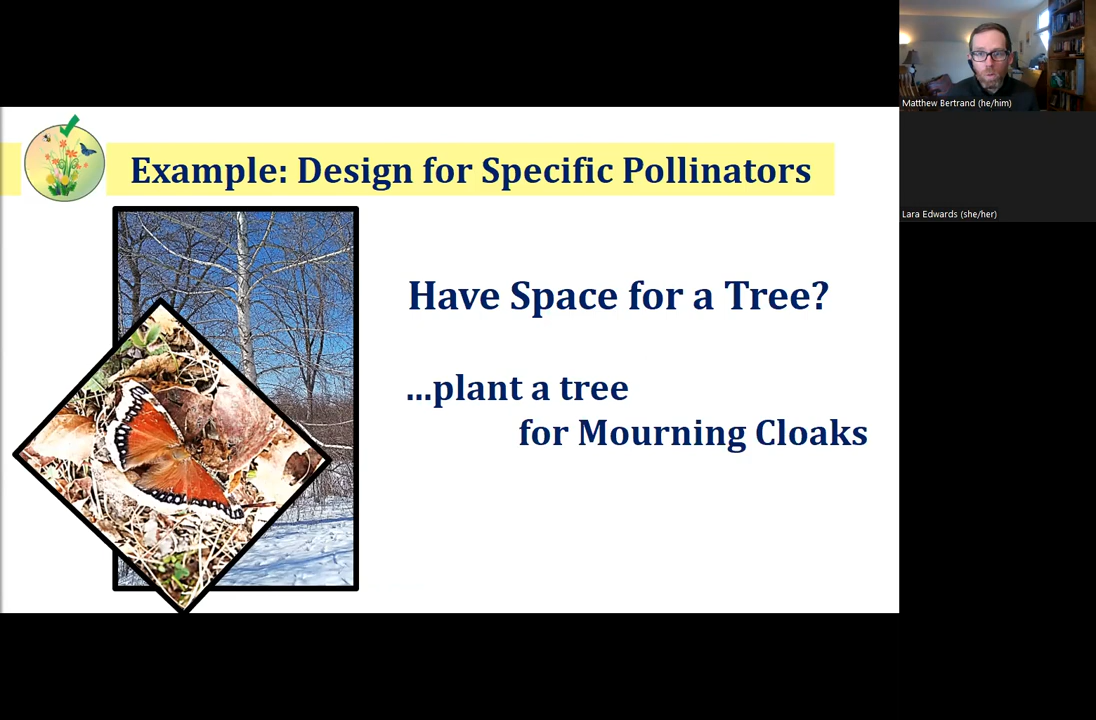 Example: Design for Specific Pollinators
Have Space for a Tree?
...plant a tree
for Mourning Cloaks
Matthew Bertrand (he/him)
Lara Edwards (she/her)